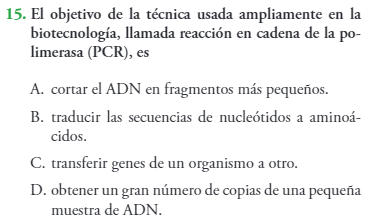 15. El objetivo de la técnica usada ampliamente en la
biotecnología, llamada reacción en cadena de la po-
limerasa (PCR), es
A. cortar el ADN en fragmentos más pequeños.
B. traducir las secuencias de nucleótidos a aminoá-
cidos.
C. transferir genes de un organismo a otro.
D. obtener un gran número de copias de una pequeña
muestra de ADN.